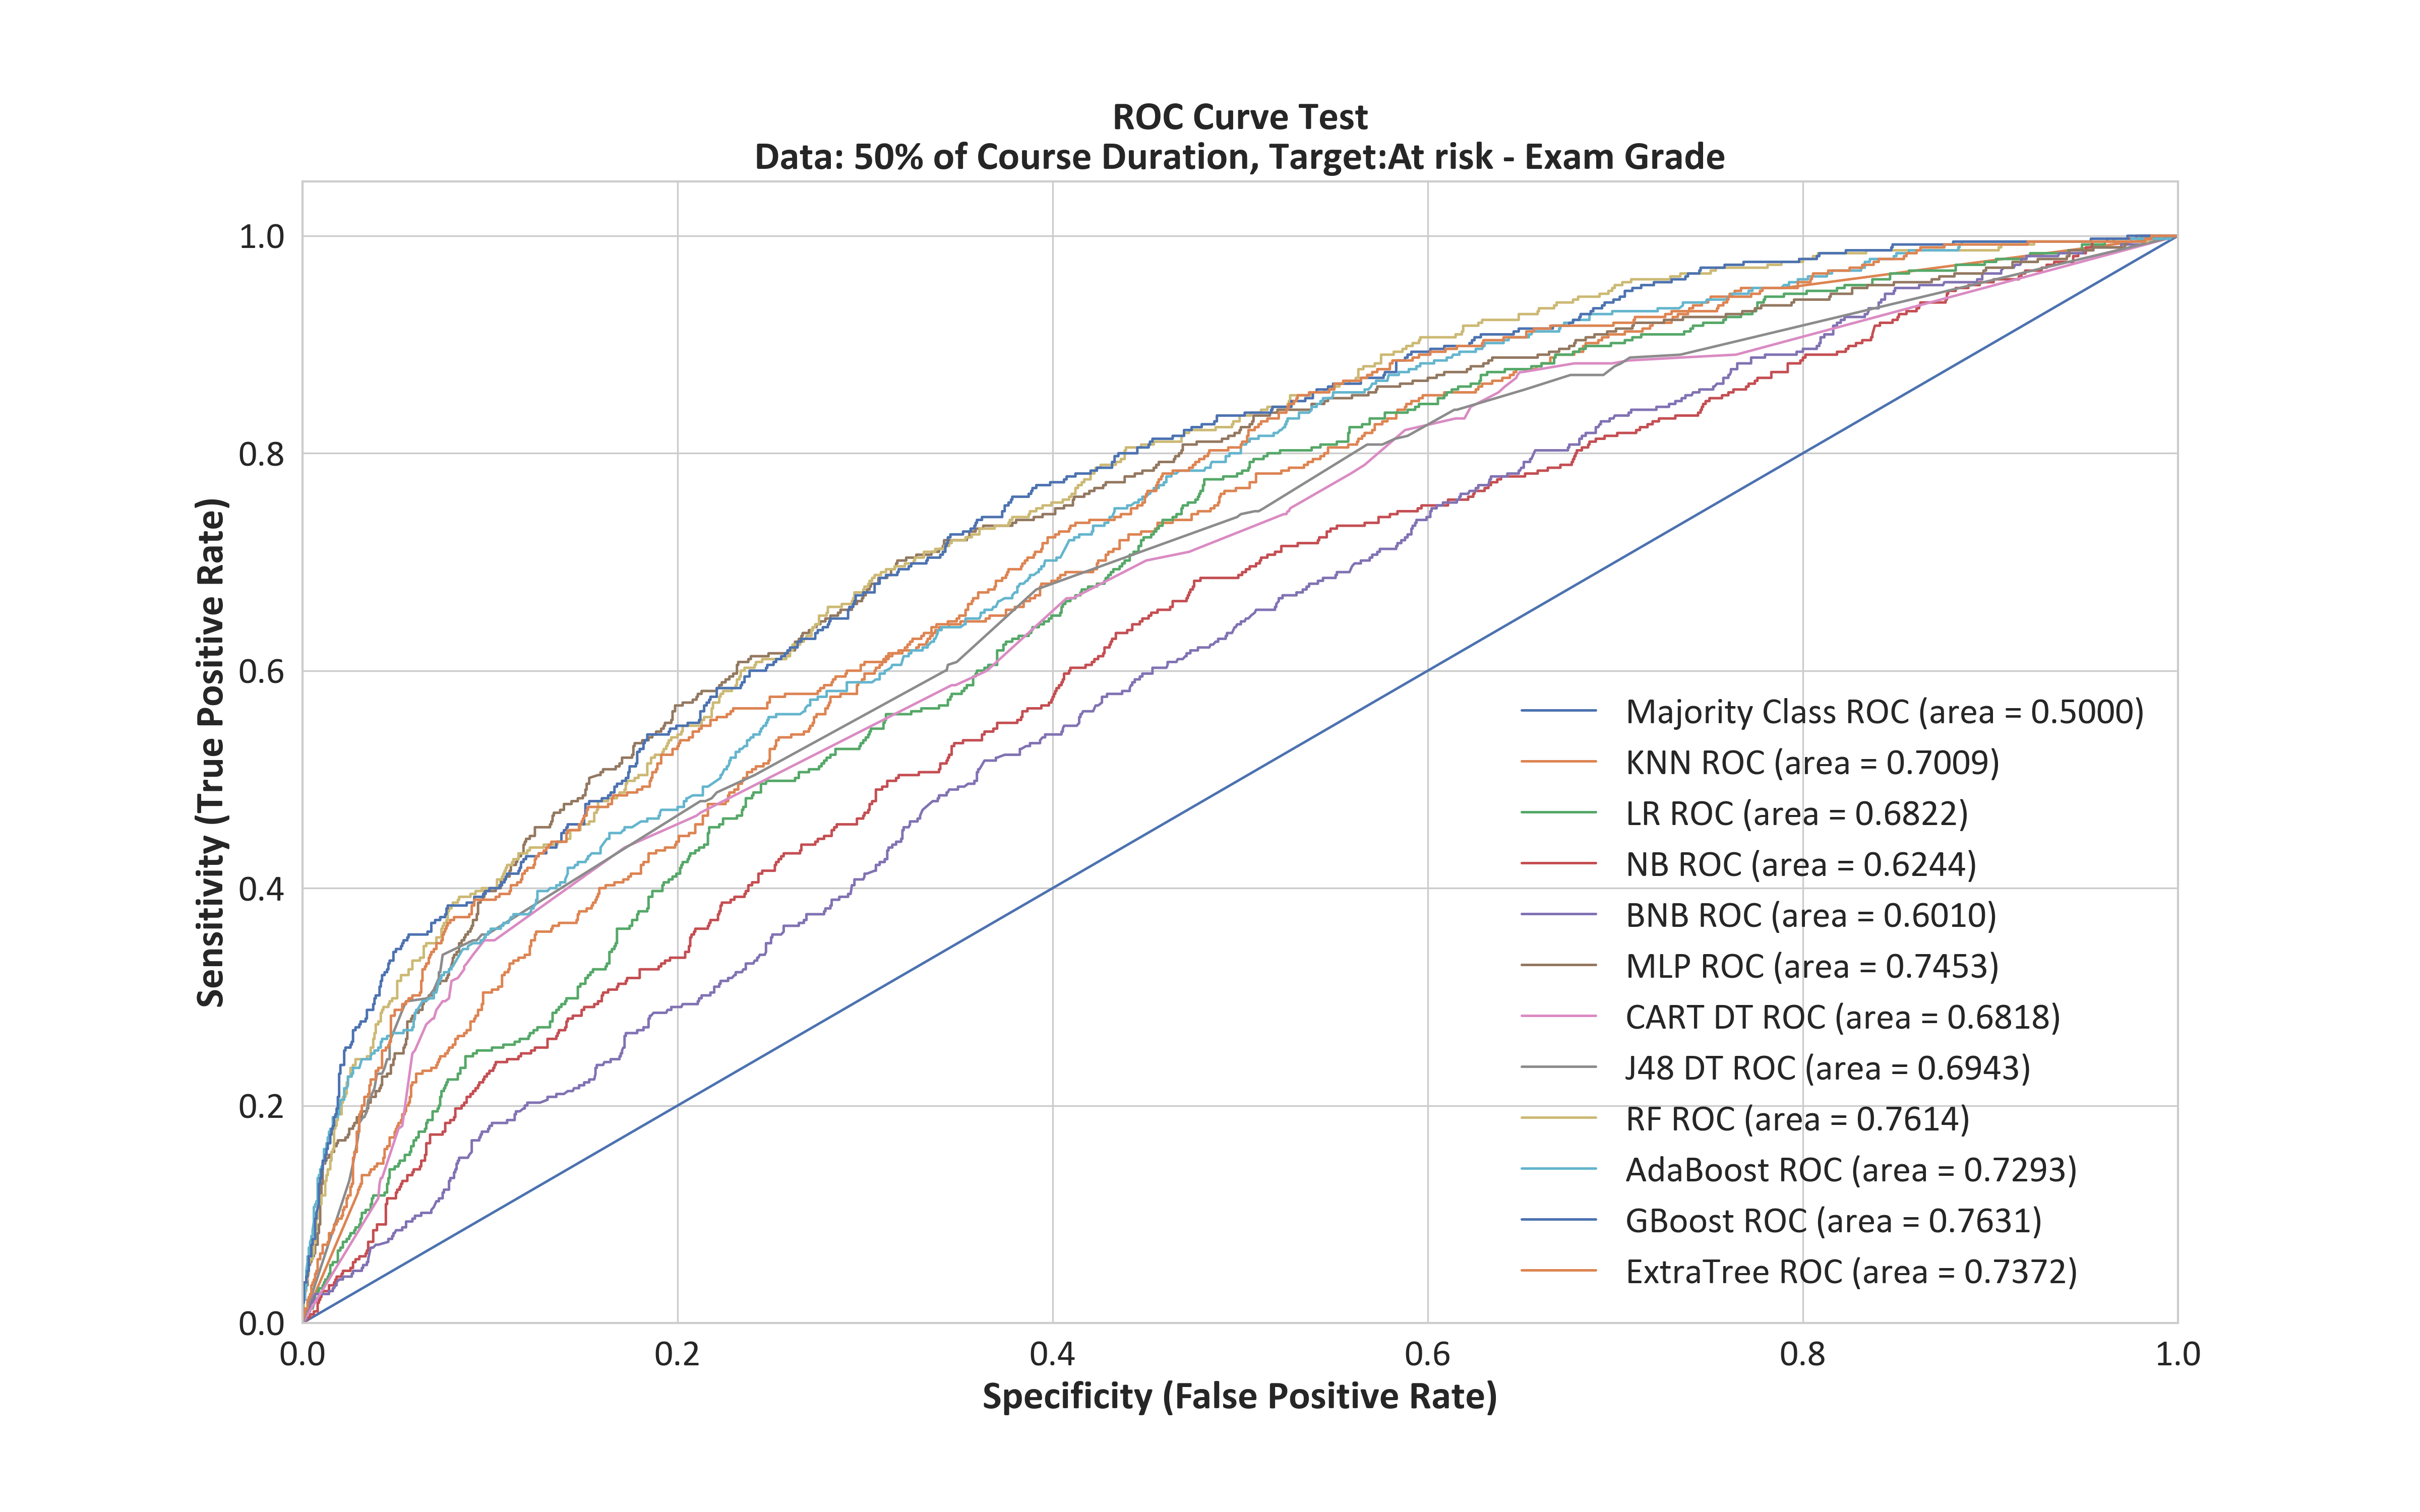 ROC Curve Test
Data: 50% of Course Duration, Target:At risk - Exam Grade
1.0
0.8
0.6
0.4
0.2
0.0
Sensitivity (True Positive Rate)
Majority Class ROC (area = 0.5000)
KNN ROC (area = 0.7009)
LR ROC (area = 0.6822)
NB ROC (area = 0.6244)
BNB ROC (area = 0.6010)
MLP ROC (area = 0.7453)
CART DT ROC (area = 0.6818)
J48 DT ROC (area = 0.6943)
RF ROC (area = 0.7614)
AdaBoost ROC (area = 0.7293)
GBoost ROC (area = 0.7631)
ExtraTree ROC (area = 0.7372)
0.0 0.2 0.4 0.6 0.8 1.0
Specificity (False Positive Rate)